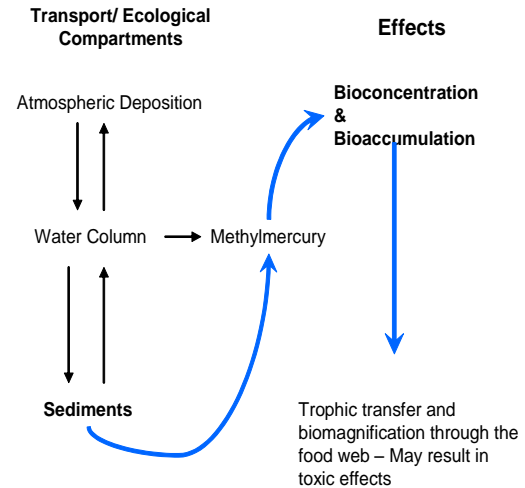 Transport/ Ecological
Compartments
Effects
Atmospheric Deposition
Bioconcentration
&
Bioaccumulation
Water Column
Methylmercury
Sediments
Trophic transfer and
biomagnification through the
food web – May result in
toxic effects